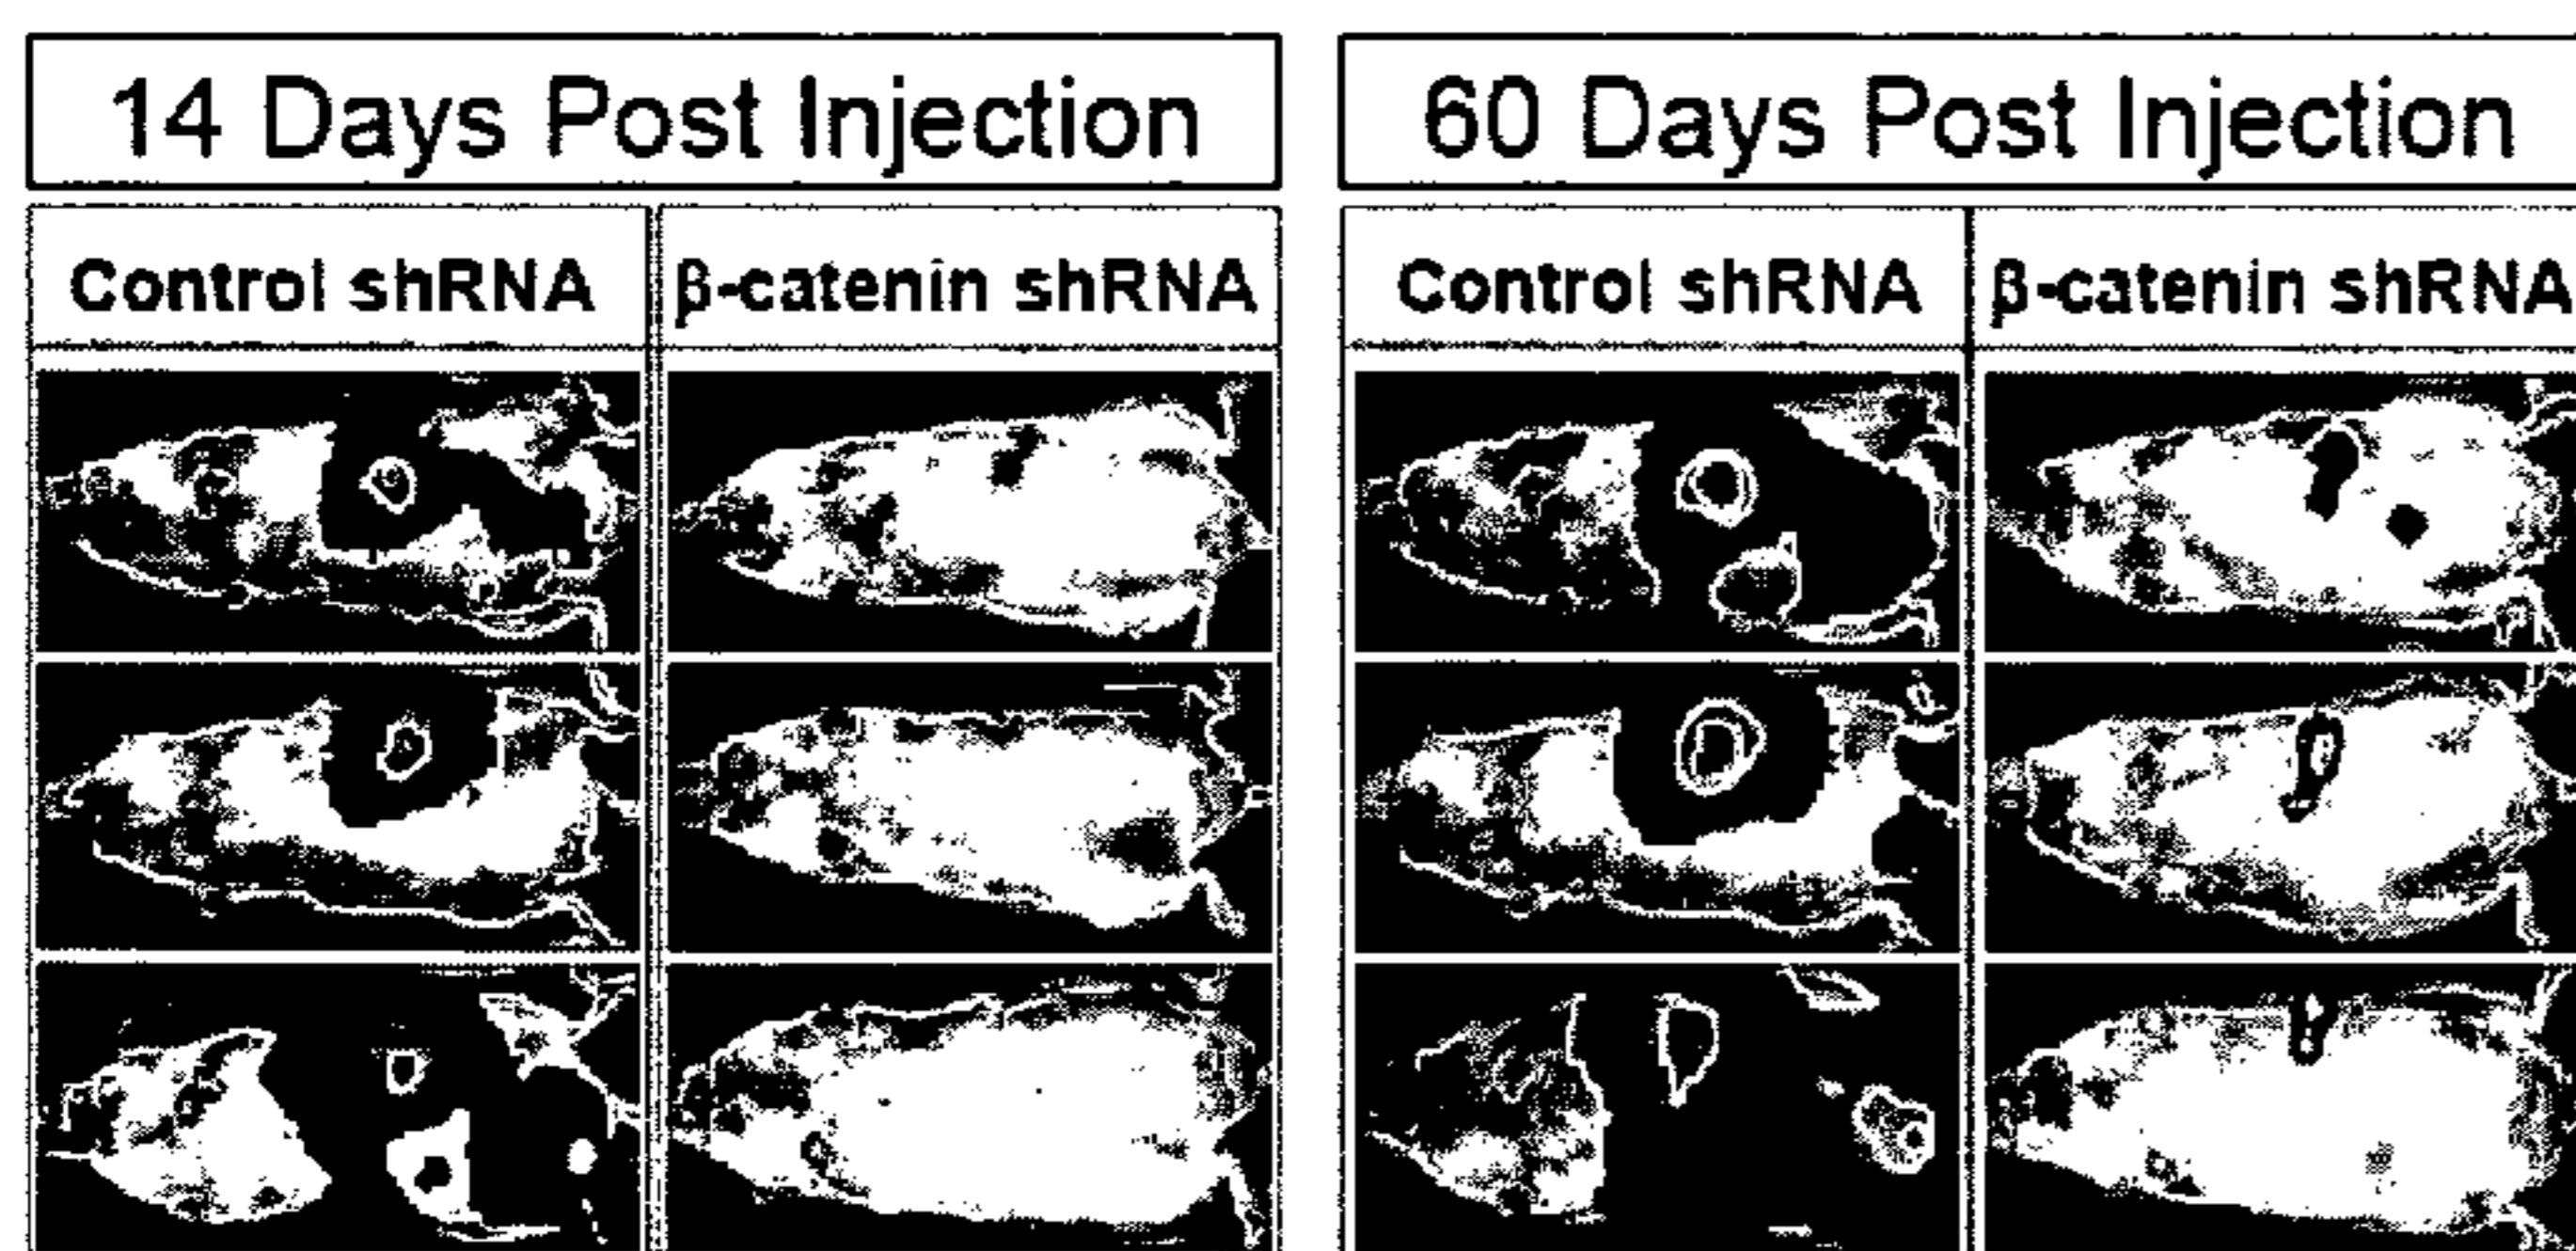 14 Days Post Injection
60 Days Post Injection
Control shRNA
β-catenin shRNA
Control shRNA
β-catenin shRNA